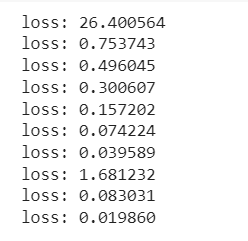 loss: 26.400564
loss: 0.753743
loss: 0.496045
loss: 0.300607
loss: 0.157202
loss: 0.074224
loss: 0.039589
loss: 1.681232
loss: 0.083031
loss: 0.019860